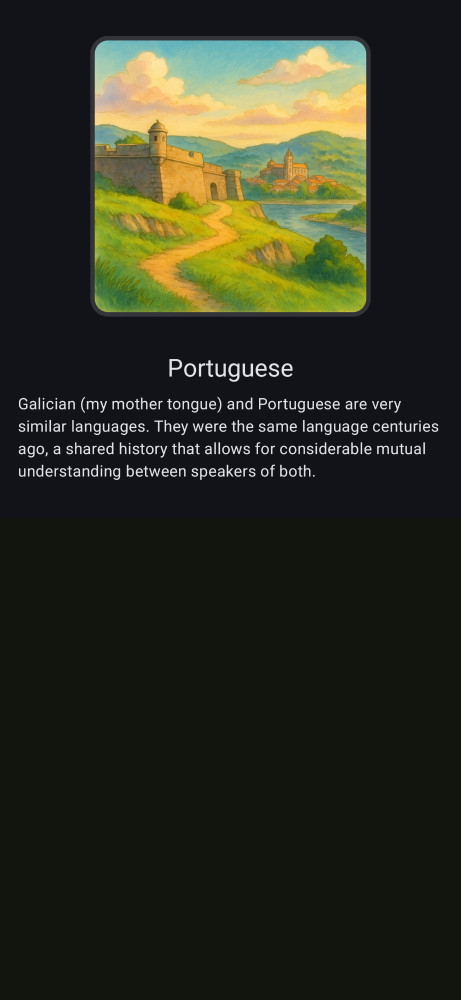 Portuguese
Galician (my mother tongue) and Portuguese are very
similar languages. They were the same language centuries
ago, a shared history that allows for considerable mutual
understanding between speakers of both.